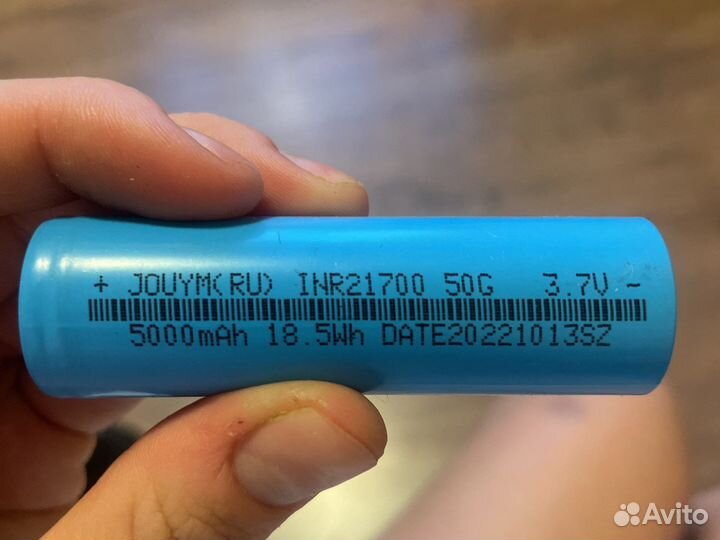 + JOUYM(RU) INR21700 50G 3.7V -
5000mAh 18.5Wh DATE20221013SZ
Avito